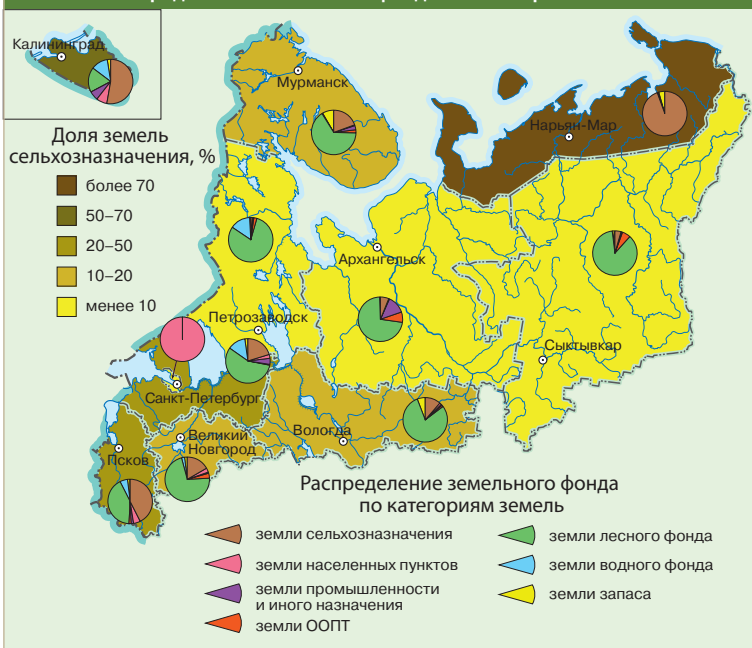 Калининград
Мурманск
Нарьян-Мар
Доля земель
сельхозназначения, %
более 70
50–70
20–50
10–20
менее 10
Архангельск
Петрозаводск
Сыктывкар
Санкт-Петербург
Великий
Новгород
Вологда
Псков
Распределение земельного фонда
по категориям земель
земли сельхозназначения
земли населенных пунктов
земли промышленности
и иного назначения
земли ООПТ
земли лесного фонда
земли водного фонда
земли запаса